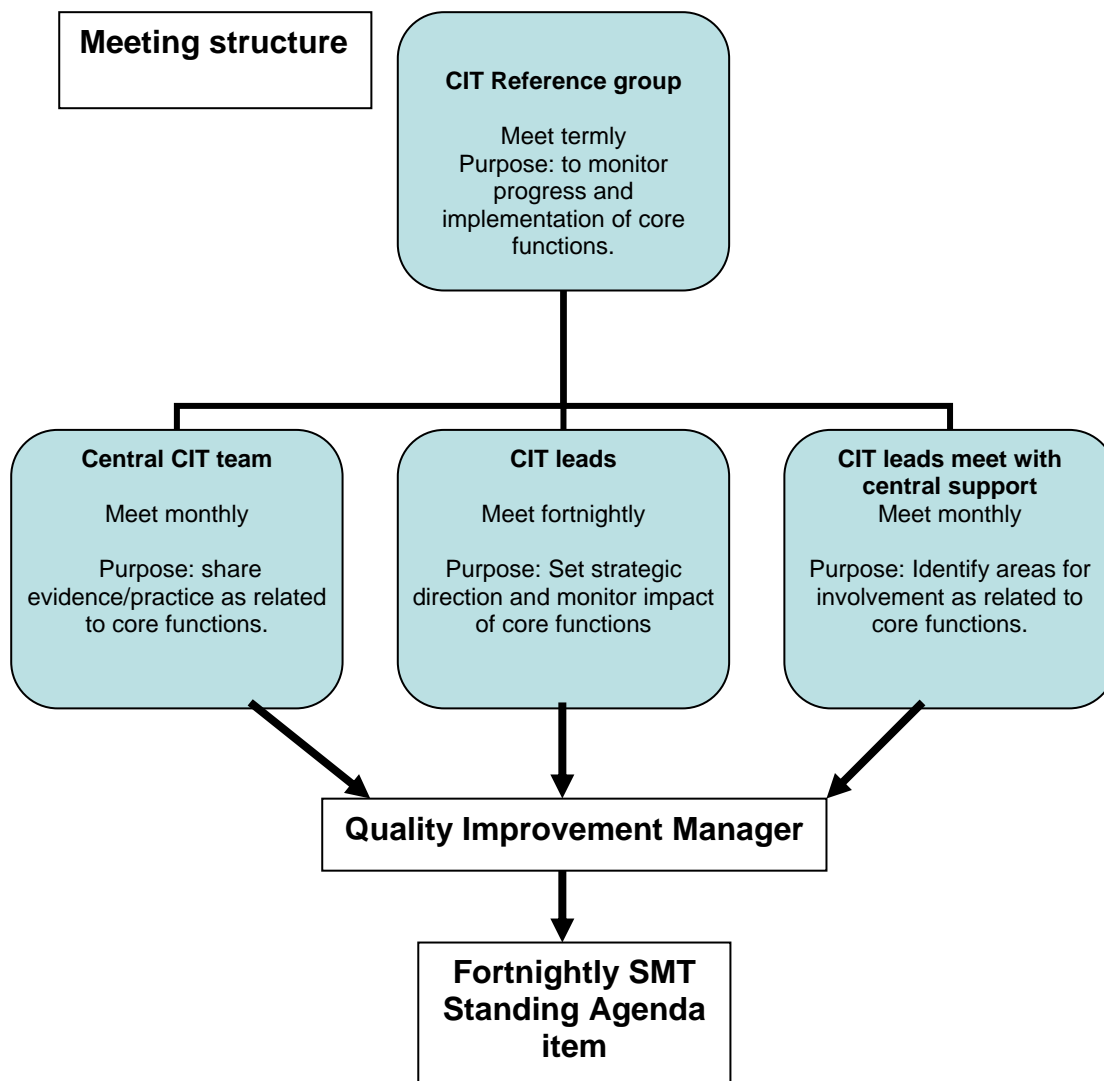 Meeting structure
CIT Reference group
Meet termly
Purpose: to monitor
progress and
implementation of core
functions.
Central CIT team
Meet monthly
Purpose: share
evidence/practice as related
to core functions.
CIT leads
Meet fortnightly
Purpose: Set strategic
direction and monitor impact
of core functions
CIT leads meet with
central support
Meet monthly
Purpose: Identify areas for
involvement as related to
core functions.
Quality Improvement Manager
Fortnightly SMT
Standing Agenda
item